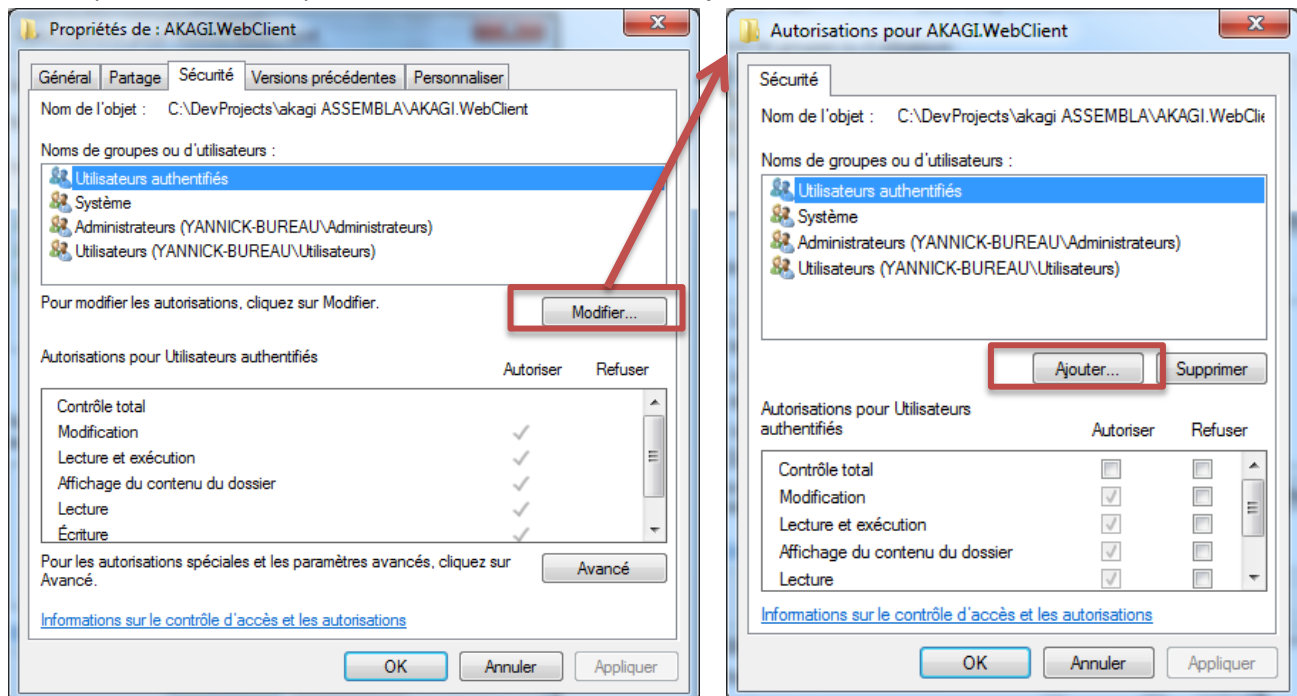 Propriétés de : AKAGI.WebClient
Général Partage Sécurité Versions précédentes Personnaliser
Nom de l'objet : C:\DevProjects\akagi ASSEMBLA\AKAGI.WebClient
Noms de groupes ou d'utilisateurs :
Utilisateurs authentifiés
Système
Administrateurs (YANNICK-BUREAU\Administrateurs)
Utilisateurs (YANNICK-BUREAU\Utilisateurs)
Pour modifier les autorisations, cliquez sur Modifier.
Modifier...
Autorisations pour Utilisateurs authentifiés
Autoriser Refuser
Contrôle total
Modification
Lecture et exécution
Affichage du contenu du dossier
Lecture
Écriture
Pour les autorisations spéciales et les paramètres avancés, cliquez sur
Avancé.
Avancé
Informations sur le contrôle d'accès et les autorisations
OK Annuler Appliquer
Autorisations pour AKAGI.WebClient
Sécurité
Nom de l'objet : C:\DevProjects\akagi ASSEMBLA\AKAGI.WebClie
Noms de groupes ou d'utilisateurs :
Utilisateurs authentifiés
Système
Administrateurs (YANNICK-BUREAU\Administrateurs)
Utilisateurs (YANNICK-BUREAU\Utilisateurs)
Ajouter... Supprimer
Autorisations pour Utilisateurs
authentifiés
Autoriser Refuser
Contrôle total
Modification
Lecture et exécution
Affichage du contenu du dossier
Lecture
Informations sur le contrôle d'accès et les autorisations
OK Annuler Appliquer